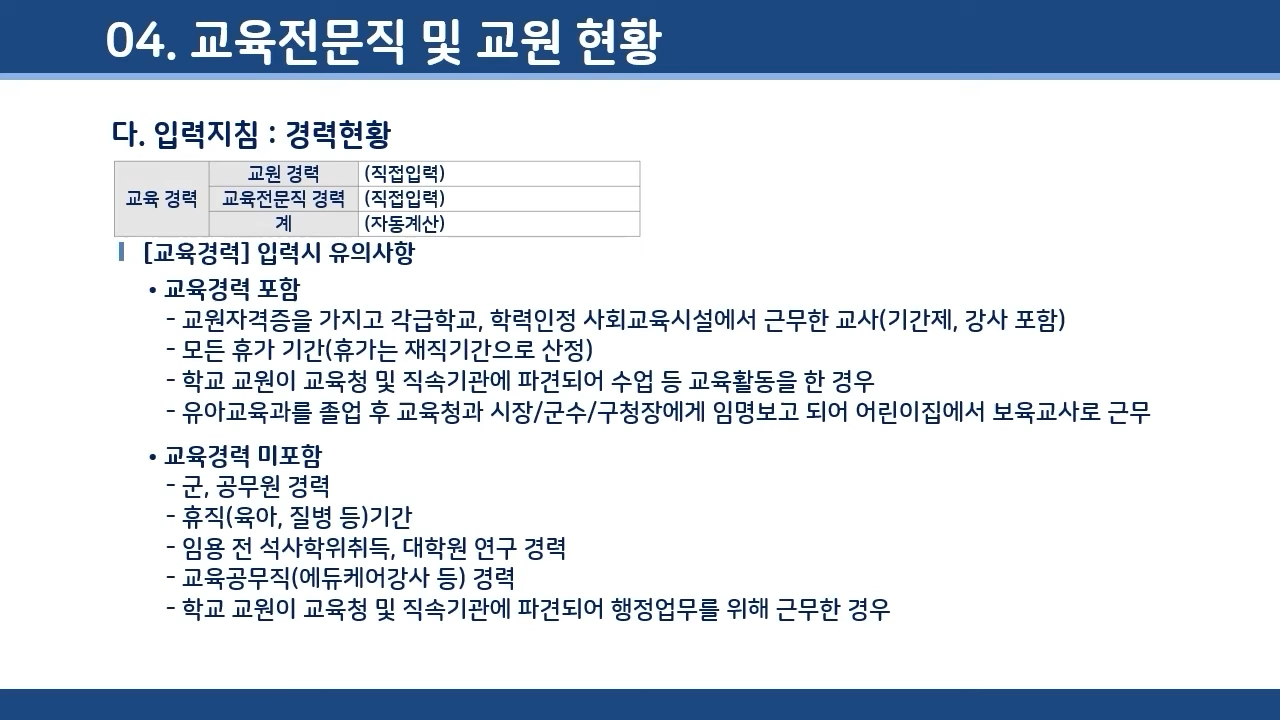 04. 교육전문직 및 교원 현황
다. 입력지침 : 경력현황
교육 경력
교원 경력 (직접입력)
교육전문직 경력 (직접입력)
계 (자동계산)
[교육경력] 입력시 유의사항
• 교육경력 포함
- 교원자격증을 가지고 각급학교, 학력인정 사회교육시설에서 근무한 교사(기간제, 강사 포함)
- 모든 휴가 기간(휴가는 재직기간으로 산정)
- 학교 교원이 교육청 및 직속기관에 파견되어 수업 등 교육활동을 한 경우
- 유아교육과를 졸업 후 교육청과 시장/군수/구청장에게 임명보고 되어 어린이집에서 보육교사로 근무
• 교육경력 미포함
- 군, 공무원 경력
- 휴직(육아, 질병 등)기간
- 임용 전 석사학위취득, 대학원 연구 경력
- 교육공무직(에듀케어강사 등) 경력
- 학교 교원이 교육청 및 직속기관에 파견되어 행정업무를 위해 근무한 경우